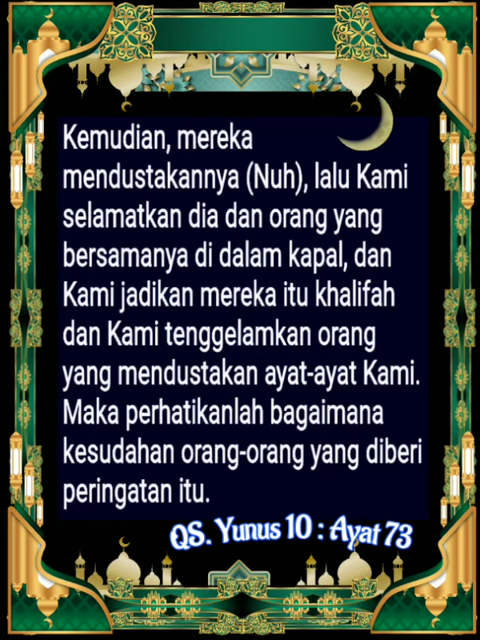 Kemudian, mereka
mendustakannya (Nuh), lalu Kami
selamatkan dia dan orang yang
bersamanya di dalam kapal, dan
Kami jadikan mereka itu khalifah
dan Kami tenggelamkan orang
yang mendustakan ayat-ayat Kami.
Maka perhatikanlah bagaimana
kesudahan orang-orang yang diberi
peringatan itu.
QS. Yunus 10 : Ayat 73